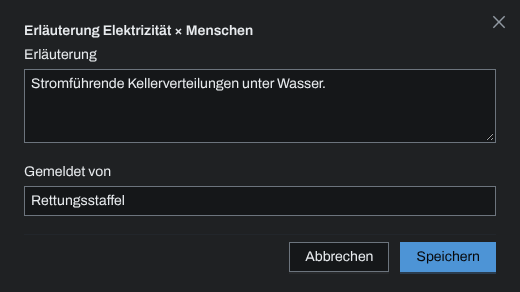 Erläuterung Elektrizität × Menschen
Erläuterung
Stromführende Kellerverteilungen unter Wasser.
Gemeldet von
Rettungsstaffel
Abbrechen Speichern